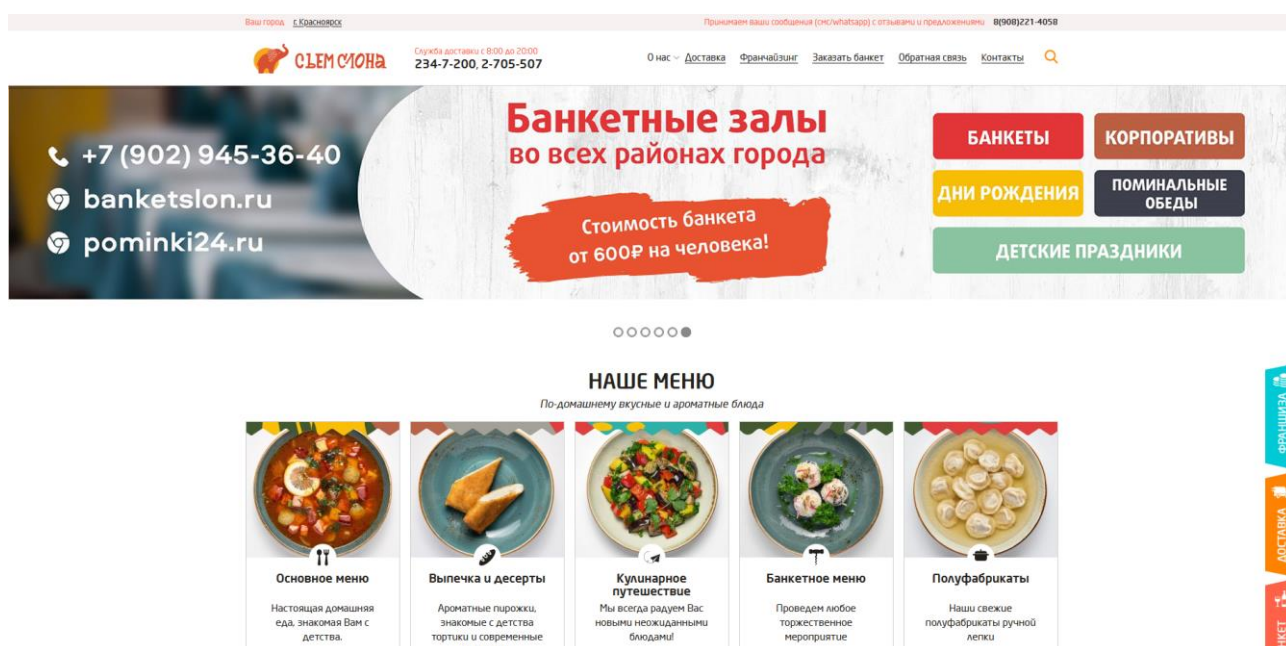 Ваш город г. Красноярск
Принимаем ваши сообщения (смс/whatsapp) с отзывами и предложениями 8(908)221-4058
СЪЕМ СЛОНА
Служба доставки с 8:00 до 20:00
234-7-200, 2-705-507
О нас Доставка Франчайзинг Заказать банкет Обратная связь Контакты
+7 (902) 945-36-40
banketslon.ru
pominki24.ru
Банкетные залы
во всех районах города
Стоимость банкета
от 600₽ на человека!
БАНКЕТЫ
КОРПОРАТИВЫ
ДНИ РОЖДЕНИЯ
ПОМИНАЛЬНЫЕ
ОБЕДЫ
ДЕТСКИЕ ПРАЗДНИКИ
НАШЕ МЕНЮ
По-домашнему вкусные и ароматные блюда
Основное меню
Настоящая домашняя
еда, знакомая Вам с
детства.
Выпечка и десерты
Ароматные пирожки,
знакомые с детства
тортики и современные
Кулинарное
путешествие
Мы всегда радуем Вас
новыми неожиданными
блюдами!
Банкетное меню
Проведем любое
торжественное
мероприятие
Полуфабрикаты
Наши свежие
полуфабрикаты ручной
лепки
ФРАНШИЗА
ДОСТАВКА